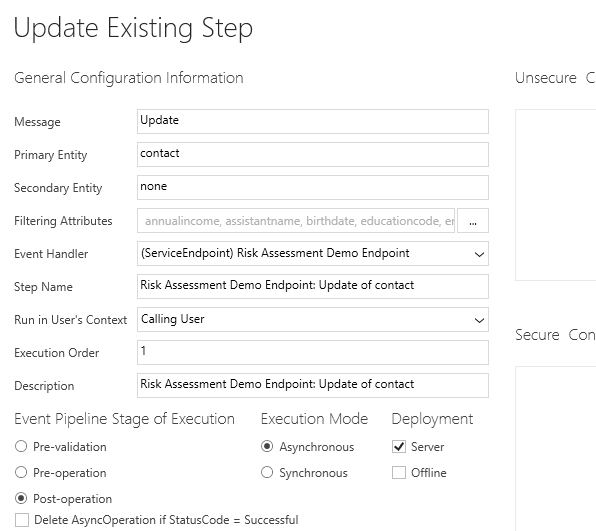 Update Existing Step
General Configuration Information
Unsecure C
Message
Update
Primary Entity
contact
Secondary Entity
none
Filtering Attributes
annualincome, assistantname, birthdate, educationcode, er
...
Event Handler
(ServiceEndpoint) Risk Assessment Demo Endpoint
Step Name
Risk Assessment Demo Endpoint: Update of contact
Run in User's Context
Calling User
Secure Con
Execution Order
1
Description
Risk Assessment Demo Endpoint: Update of contact
Event Pipeline Stage of Execution
Execution Mode
Deployment
Pre-validation
Asynchronous
Server
Pre-operation
Synchronous
Offline
Post-operation
Delete AsyncOperation if StatusCode = Successful